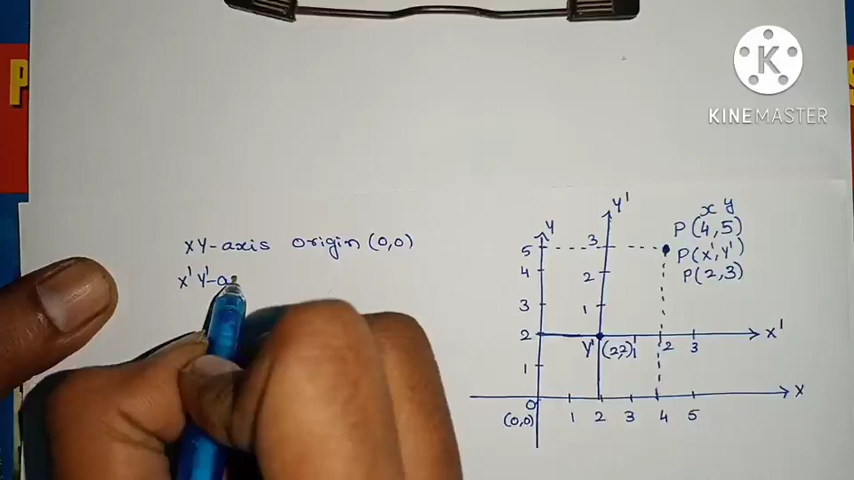 P
KINEMASTER
XY-axis origin (0,0)
X'Y'-a
Y Y' x y
P(4,5)
P(x',Y')
P(2,3)
5 3
4 2
3 1
2 Y' (2,2) 1 2 3 X'
1
0 X
(0,0) 1 2 3 4 5